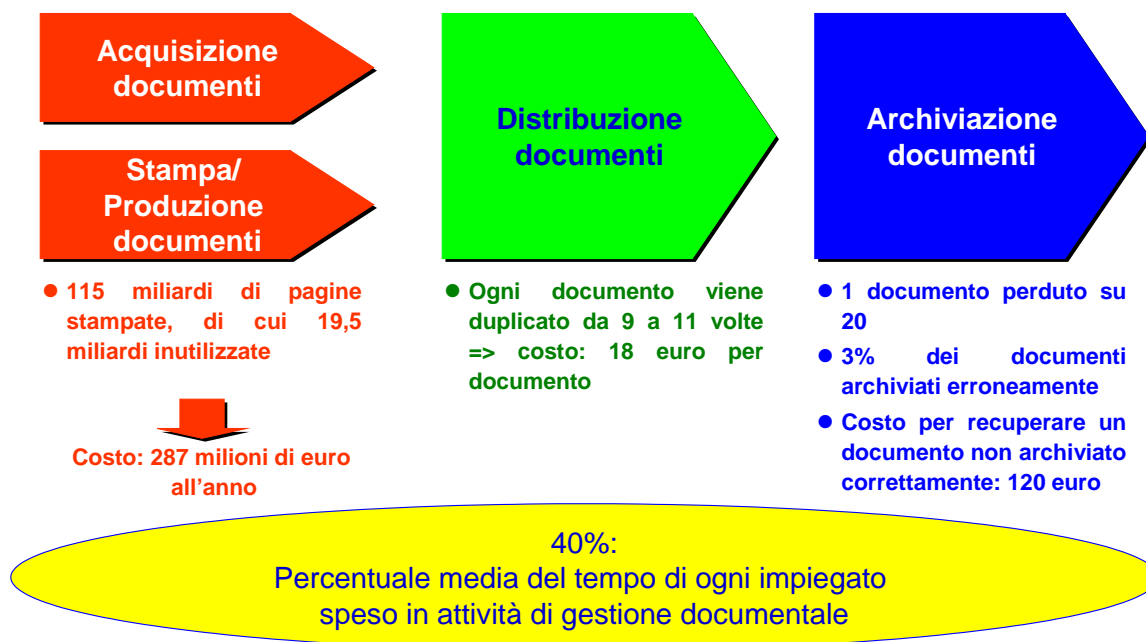 Acquisizione
documenti
Stampa/
Produzione
documenti
● 115 miliardi di pagine
stampate, di cui 19,5
miliardi inutilizzate
Costo: 287 milioni di euro
all’anno
Distribuzione
documenti
● Ogni documento viene
duplicato da 9 a 11 volte
=> costo: 18 euro per
documento
Archiviazione
documenti
● 1 documento perduto su
20
● 3% dei documenti
archiviati erroneamente
● Costo per recuperare un
documento non archiviato
correttamente: 120 euro
40%:
Percentuale media del tempo di ogni impiegato
speso in attività di gestione documentale